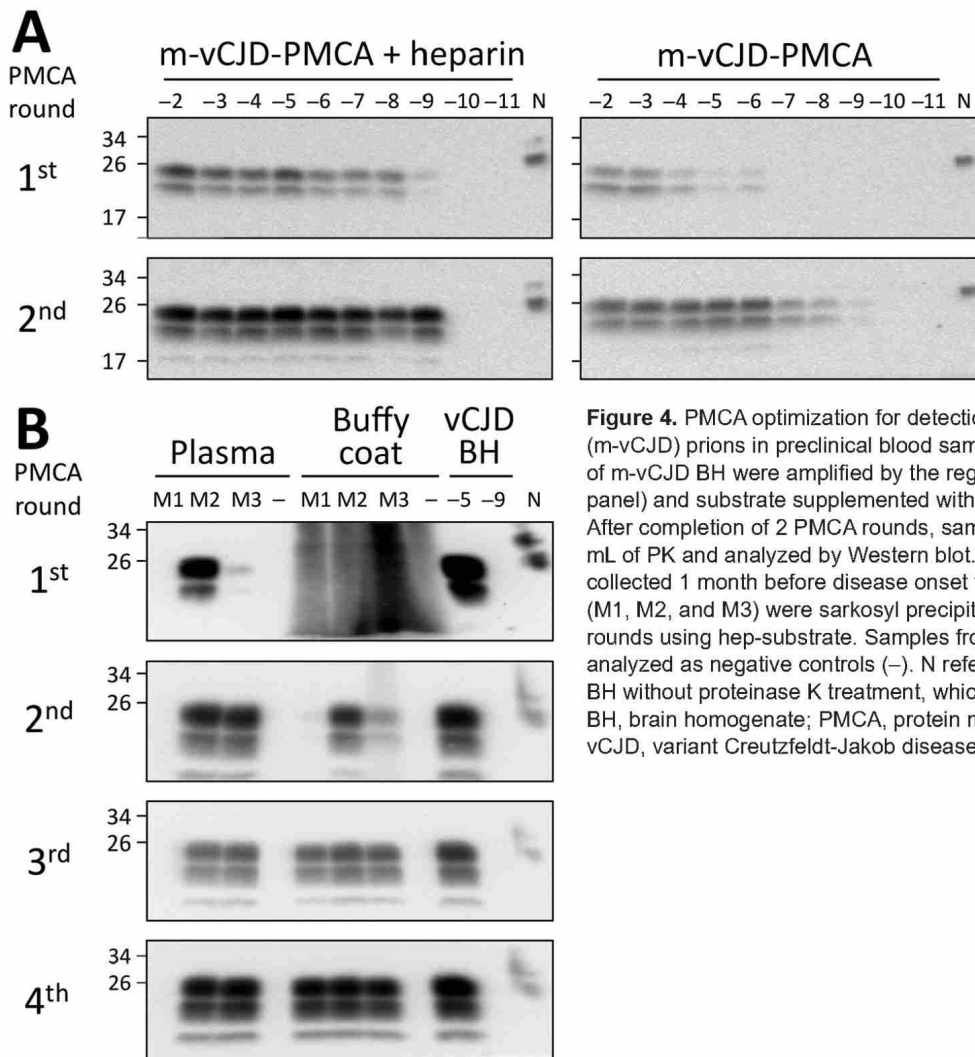 A
PMCA
round
m-vCJD-PMCA + heparin
m-vCJD-PMCA
–2 –3 –4 –5 –6 –7 –8 –9 –10 –11 N
–2 –3 –4 –5 –6 –7 –8 –9 –10 –11 N
1st
34
26
17
2nd
34
26
17
B
PMCA
round
Plasma
Buffy
coat
vCJD
BH
M1 M2 M3 – M1 M2 M3 – –5 –9 N
1st
34
26
2nd
34
26
3rd
34
26
4th
34
26
Figure 4. PMCA optimization for detectio
(m-vCJD) prions in preclinical blood sam
of m-vCJD BH were amplified by the reg
panel) and substrate supplemented with
After completion of 2 PMCA rounds, sam
mL of PK and analyzed by Western blot.
collected 1 month before disease onset
(M1, M2, and M3) were sarkosyl precipit
rounds using hep-substrate. Samples fro
analyzed as negative controls (–). N refe
BH without proteinase K treatment, whic
BH, brain homogenate; PMCA, protein m
vCJD, variant Creutzfeldt-Jakob disease